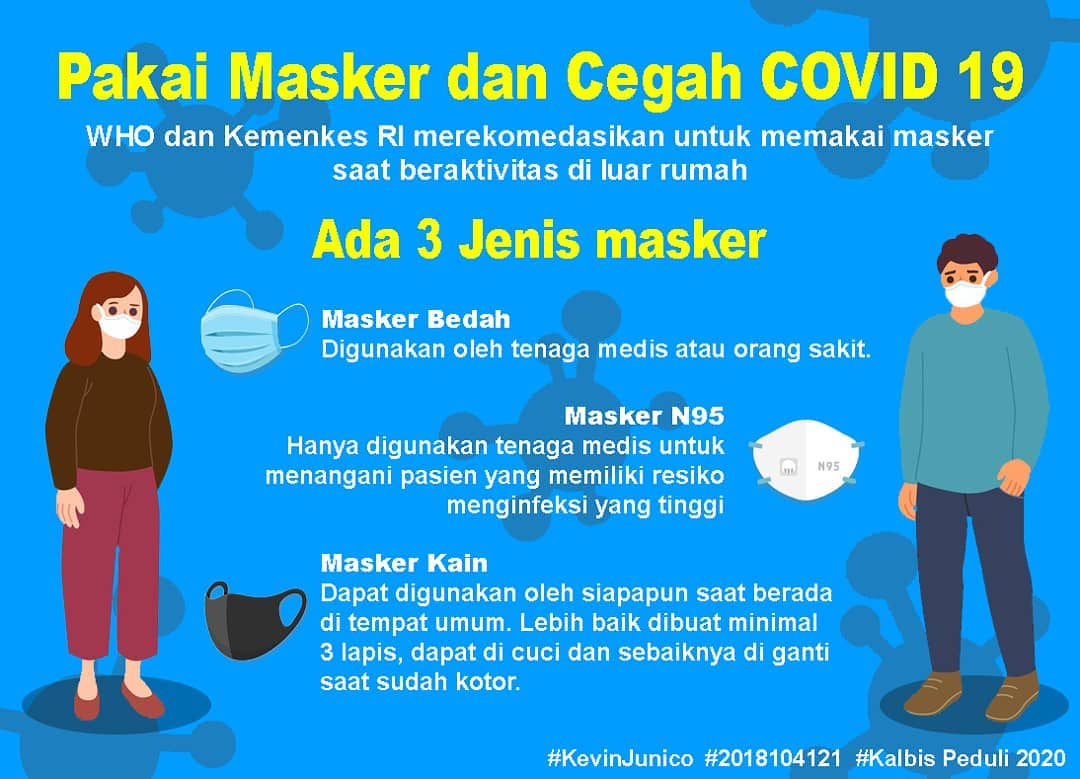 Pakai Masker dan Cegah COVID 19
WHO dan Kemenkes RI merekomedasikan untuk memakai masker
saat beraktivitas di luar rumah
Ada 3 Jenis masker
Masker Bedah
Digunakan oleh tenaga medis atau orang sakit.
Masker N95
Hanya digunakan tenaga medis untuk
menangani pasien yang memiliki resiko
menginfeksi yang tinggi
N95
Masker Kain
Dapat digunakan oleh siapapun saat berada
di tempat umum. Lebih baik dibuat minimal
3 lapis, dapat di cuci dan sebaiknya di ganti
saat sudah kotor.
#KevinJunico #2018104121 #Kalbis Peduli 2020